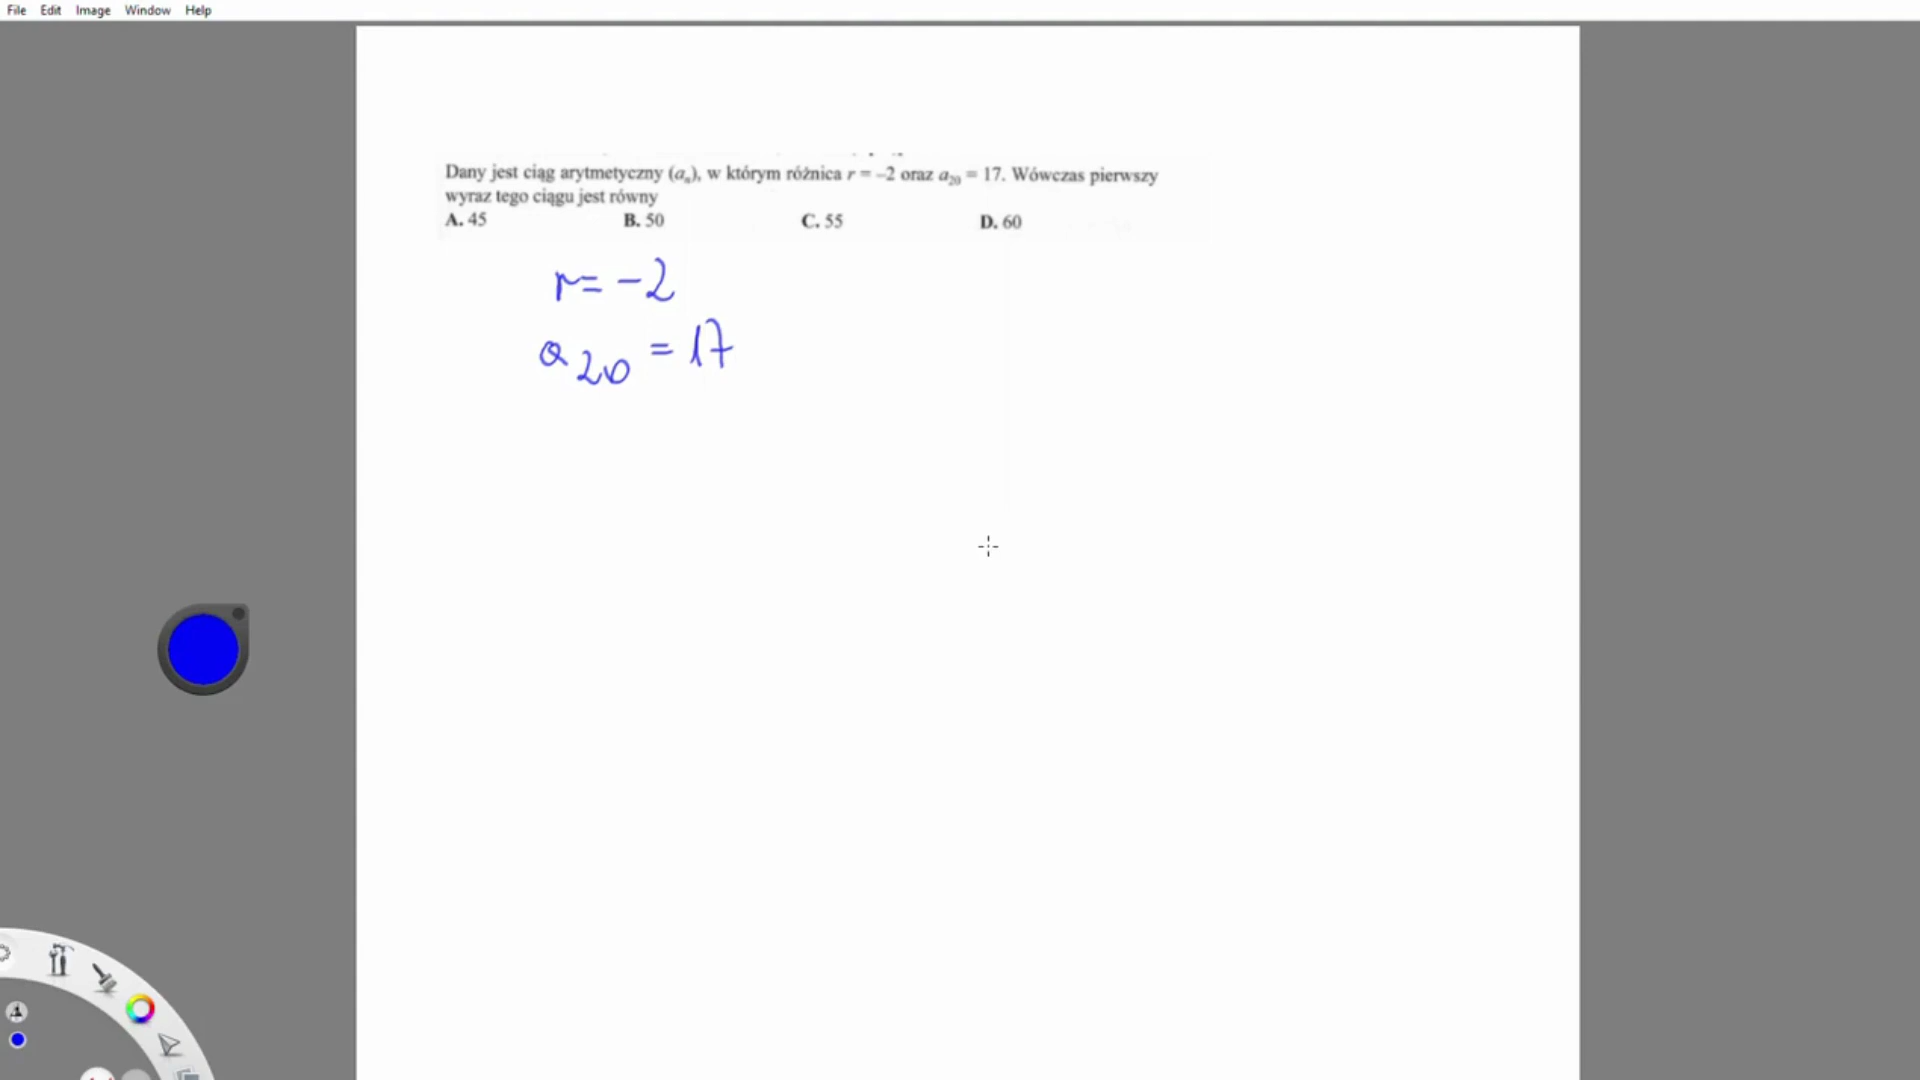 File Edit Image Window Help
Dany jest ciąg arytmetyczny (aₙ), w którym różnica r = –2 oraz a₂₀ = 17. Wówczas pierwszy
wyraz tego ciągu jest równy
A. 45 B. 50 C. 55 D. 60
r = -2
a₂₀ = 17